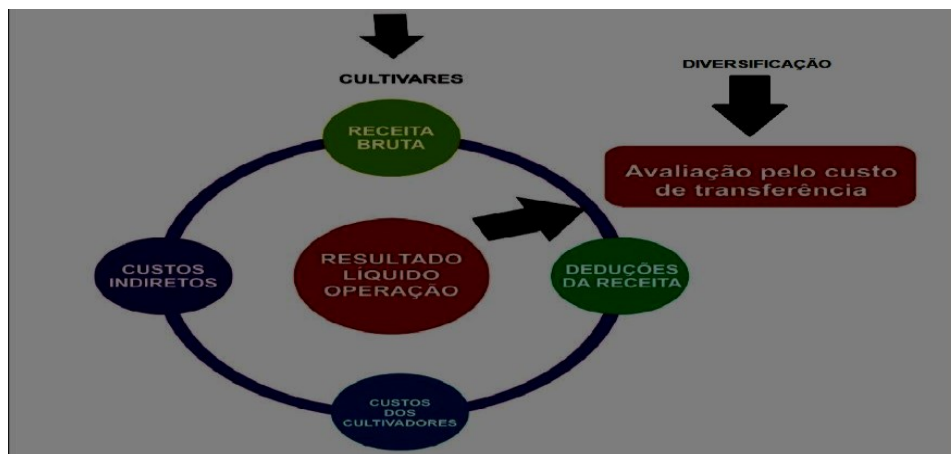 CULTIVARES
DIVERSIFICAÇÃO
RECEITA
BRUTA
Avaliação pelo custo
de transferência
RESULTADO
LÍQUIDO
OPERAÇÃO
CUSTOS
INDIRETOS
DEDUÇÕES
DA RECEITA
CUSTOS
DOS
CULTIVADORES